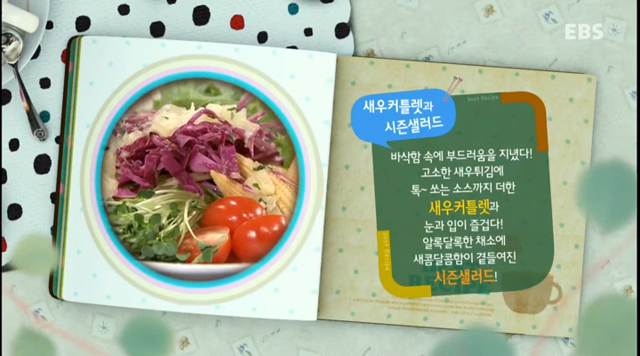 EBS
새우커틀렛과
시즌샐러드
Best Recipe
바삭함 속에 부드러움을 지녔다!
고소한 새우튀김에
톡~ 쏘는 소스까지 더한
새우커틀렛과
눈과 입이 즐겁다!
알록달록한 채소에
새콤달콤함이 곁들여진
시즌샐러드!